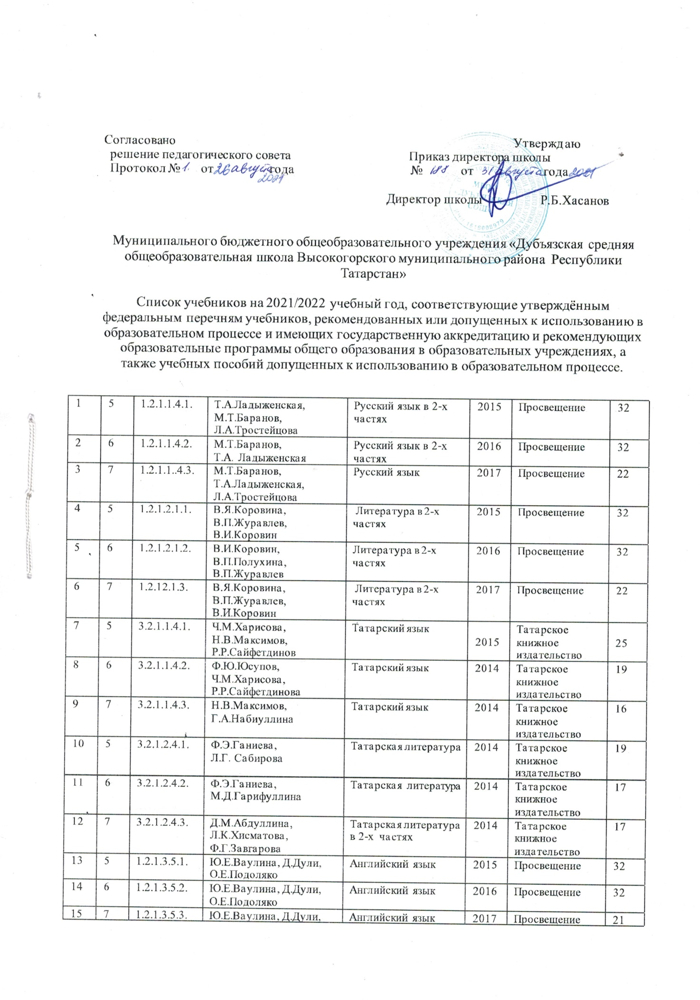 Согласовано
Утверждаю
решение педагогического совета
Приказ директора школы
Протокол № 1. от 26 августа года
2021
№ 188 от 31 августа года 2021
Директор школы Р.Б.Хасанов
МБОУ
ДУБЪЯЗСКАЯ
СОШ
1616008979
Муниципального бюджетного общеобразовательного учреждения «Дубъязская средняя
общеобразовательная школа Высокогорского муниципального района Республики
Татарстан»
Список учебников на 2021/2022 учебный год, соответствующие утверждённым
федеральным перечням учебников, рекомендованных или допущенных к использованию в
образовательном процессе и имеющих государственную аккредитацию и рекомендующих
образовательные программы общего образования в образовательных учреждениях, а
также учебных пособий допущенных к использованию в образовательном процессе.
1 5 1.2.1.1.4.1. Т.А.Ладыженская, Русский язык в 2-х 2015 Просвещение 32
М.Т.Баранов, частях
Л.А.Тростейцова
2 6 1.2.1.1.4.2. М.Т.Баранов, Русский язык в 2-х 2016 Просвещение 32
Т.А. Ладыженская частях
3 7 1.2.1.1..4.3. М.Т.Баранов, Русский язык 2017 Просвещение 22
Т.А.Ладыженская,
Л.А.Тростейцова
4 5 1.2.1.2.1.1. В.Я.Коровина, Литература в 2-х 2015 Просвещение 32
В.П.Журавлев, частях
В.И.Коровин
5 6 1.2.1.2.1.2. В.И.Коровин, Литература в 2-х 2016 Просвещение 32
В.П.Полухина, частях
В.П.Журавлев
6 7 1.2.12.1.3. В.Я.Коровина, Литература в 2-х 2017 Просвещение 22
В.П.Журавлев, частях
В.И.Коровин
7 5 3.2.1.1.4.1. Ч.М.Харисова, Татарский язык Татарское
Н.В.Максимов, 2015 книжное 25
Р.Р.Сайфетдинов издательство
8 6 3.2.1.1.4.2. Ф.Ю.Юсупов, Татарский язык 2014 Татарское 19
Ч.М.Харисова, книжное
Р.Р.Сайфетдинова издательство
9 7 3.2.1.1.4.3. Н.В.Максимов, Татарский язык 2014 Татарское 16
Г.А.Набиуллина книжное
издательство
10 5 3.2.1.2.4.1. Ф.Э.Ганиева, Татарская литература 2014 Татарское 19
Л.Г. Сабирова книжное
издательство
11 6 3.2.1.2.4.2. Ф.Э.Ганиева, Татарская литература 2014 Татарское 17
М.Д.Гарифуллина книжное
издательство
12 7 3.2.1.2.4.3. Д.М.Абдуллина, Татарская литература 2014 Татарское 17
Л.К.Хисматова, в 2-х частях книжное
Ф.Г.Завгарова издательство
13 5 1.2.1.3.5.1. Ю.Е.Ваулина, Д.Дули, Английский язык 2015 Просвещение 32
О.Е.Подоляко
14 6 1.2.1.3.5.2. Ю.Е.Ваулина, Д.Дули, Английский язык 2016 Просвещение 32
О.Е.Подоляко
15 7 1.2.1.3.5.3. Ю.Е.Ваулина, Д.Дули, Английский язык 2017 Просвещение 21